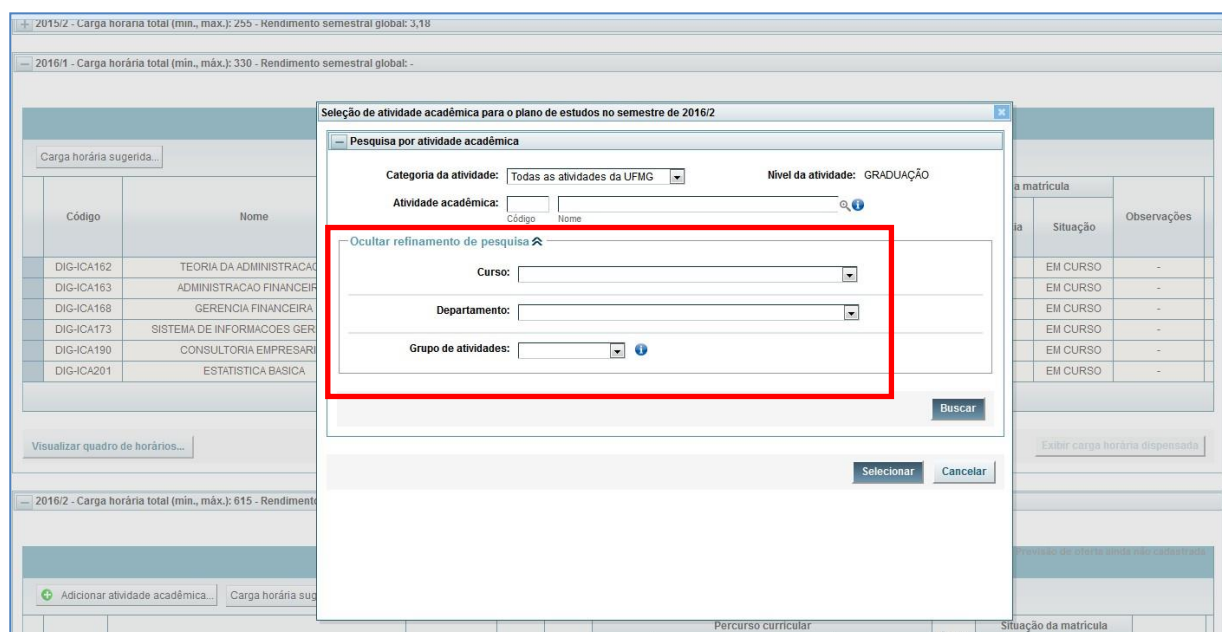 2015/2 - Carga horária total (mín., máx.): 255 - Rendimento semestral global: 3,18
2016/1 - Carga horária total (mín., máx.): 330 - Rendimento semestral global: -
Seleção de atividade acadêmica para o plano de estudos no semestre de 2016/2
Pesquisa por atividade acadêmica
Carga horária sugerida...
Categoria da atividade: Todas as atividades da UFMG Nível da atividade: GRADUAÇÃO
Atividade acadêmica:
Código Nome
a matrícula
Código Nome Situação Observações
Ocultar refinamento de pesquisa
Curso:
Departamento:
Grupo de atividades:
DIG-ICA162 TEORIA DA ADMINISTRACAO EM CURSO -
DIG-ICA163 ADMINISTRACAO FINANCEIR EM CURSO -
DIG-ICA168 GERENCIA FINANCEIRA EM CURSO -
DIG-ICA173 SISTEMA DE INFORMACOES GER EM CURSO -
DIG-ICA190 CONSULTORIA EMPRESARI EM CURSO -
DIG-ICA201 ESTATISTICA BASICA EM CURSO -
Buscar
Visualizar quadro de horários... Exibir carga horária dispensada
Selecionar Cancelar
2016/2 - Carga horária total (mín., máx.): 615 - Rendimento
Previsão de oferta ainda não cadastrada
Adicionar atividade acadêmica... Carga horária sug
Percurso curricular Situação da matrícula